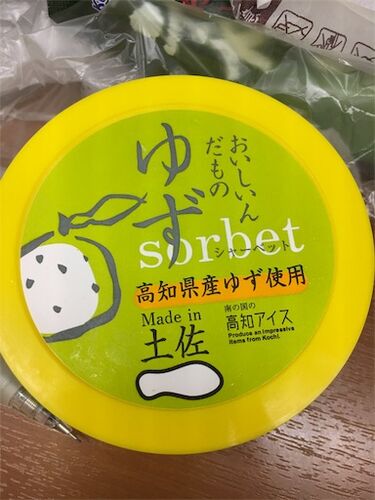 おいしいん
だもの
ゆず
sorbet
シャーベット
高知県産ゆず使用
Made in
土佐
南の国の
高知アイス
Produce an impressive
items from Kochi.